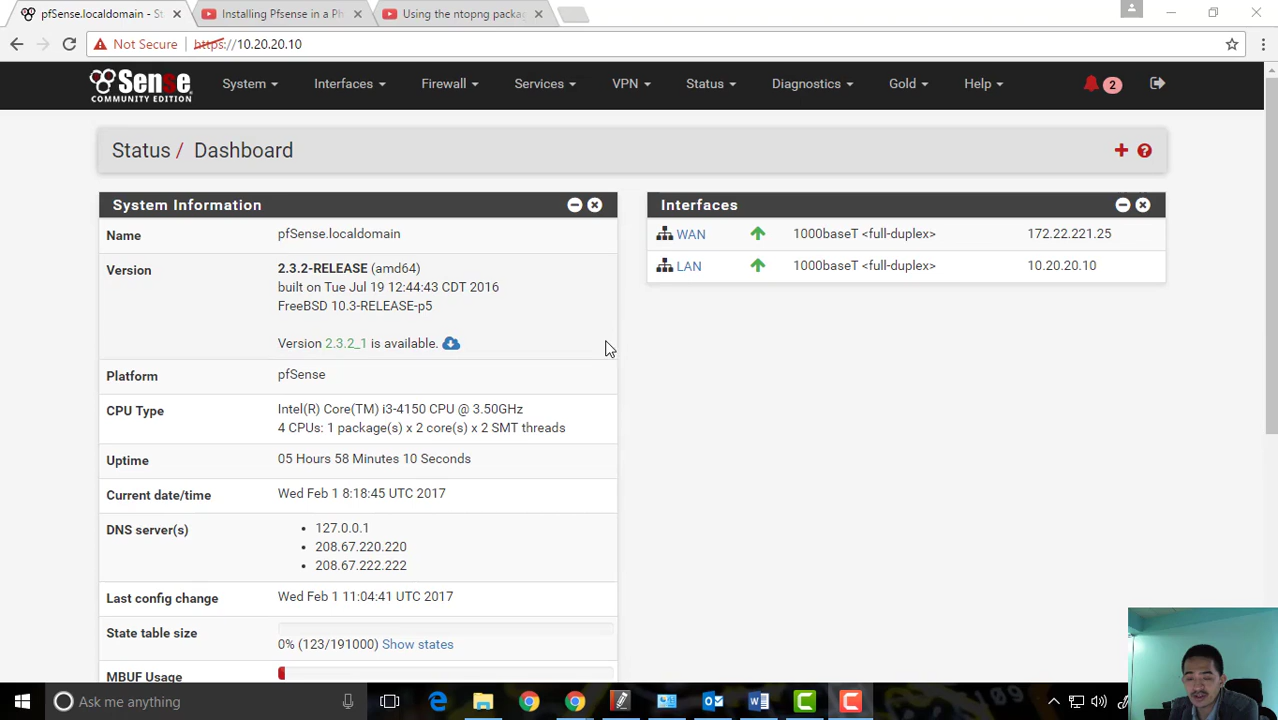 pfSense.localdomain - S
Installing Pfsense in a Ph
Using the ntopng packag
Not Secure
https://10.20.20.10
Sense
COMMUNITY EDITION
System
Interfaces
Firewall
Services
VPN
Status
Diagnostics
Gold
Help
2
Status / Dashboard
System Information
Name
pfSense.localdomain
Version
2.3.2-RELEASE (amd64)
built on Tue Jul 19 12:44:43 CDT 2016
FreeBSD 10.3-RELEASE-p5
Version 2.3.2_1 is available.
Platform
pfSense
CPU Type
Intel(R) Core(TM) i3-4150 CPU @ 3.50GHz
4 CPUs: 1 package(s) x 2 core(s) x 2 SMT threads
Uptime
05 Hours 58 Minutes 10 Seconds
Current date/time
Wed Feb 1 8:18:45 UTC 2017
DNS server(s)
127.0.0.1
208.67.220.220
208.67.222.222
Last config change
Wed Feb 1 11:04:41 UTC 2017
State table size
0% (123/191000) Show states
MBUF Usage
Interfaces
WAN 1000baseT <full-duplex> 172.22.221.25
LAN 1000baseT <full-duplex> 10.20.20.10
Ask me anything